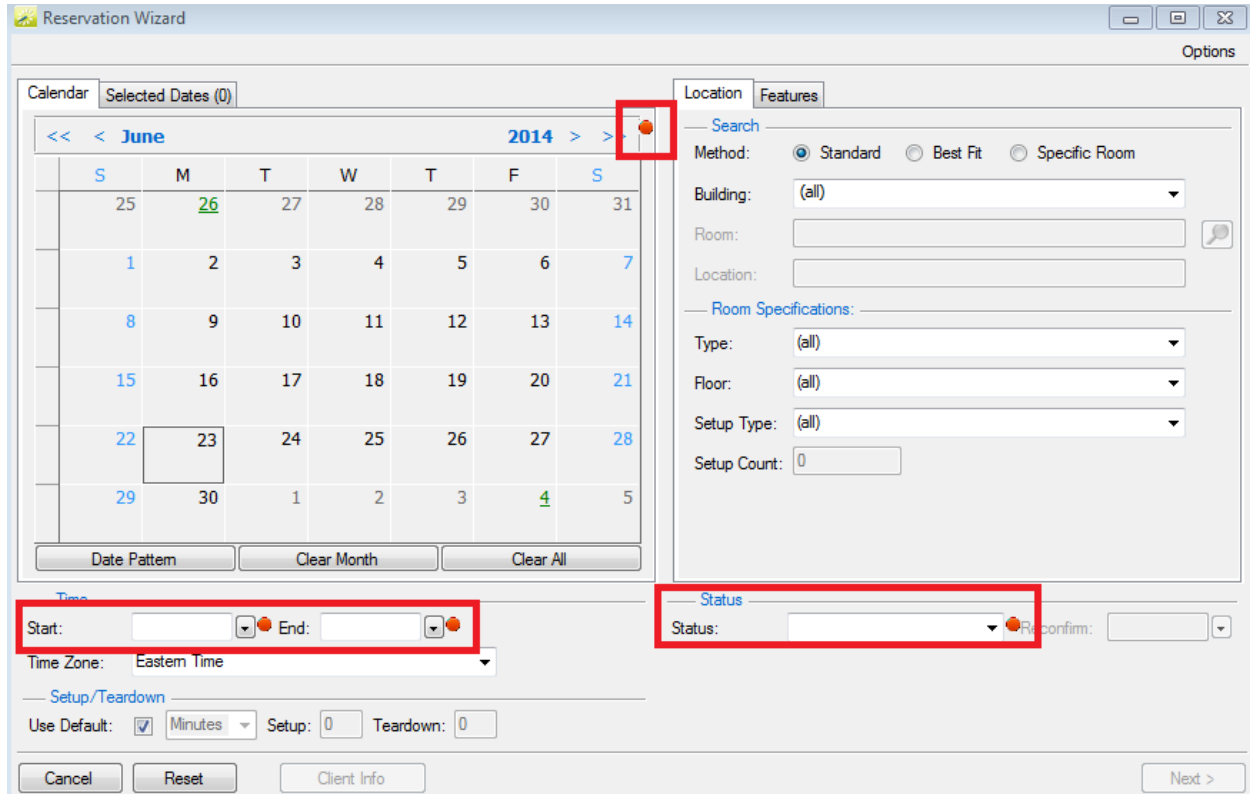 Reservation Wizard
Options
Calendar Selected Dates (0)
<< < June 2014 > >
S M T W T F S
25 26 27 28 29 30 31
1 2 3 4 5 6 7
8 9 10 11 12 13 14
15 16 17 18 19 20 21
22 23 24 25 26 27 28
29 30 1 2 3 4 5
Date Pattern Clear Month Clear All
Location Features
Search
Method: Standard Best Fit Specific Room
Building: (all)
Room:
Location:
Room Specifications:
Type: (all)
Floor: (all)
Setup Type: (all)
Setup Count: 0
Time
Start: End:
Time Zone: Eastern Time
Setup/Teardown
Use Default: Minutes Setup: 0 Teardown: 0
Status
Status: Reconfirm:
Cancel Reset Client Info Next >